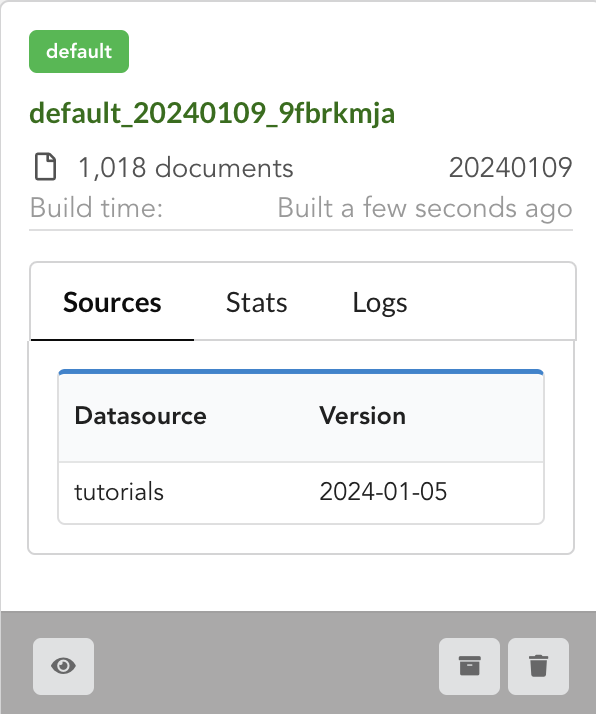 default
default_20240109_9fbrkmja
1,018 documents 20240109
Build time: Built a few seconds ago
Sources Stats Logs
Datasource Version
tutorials 2024-01-05